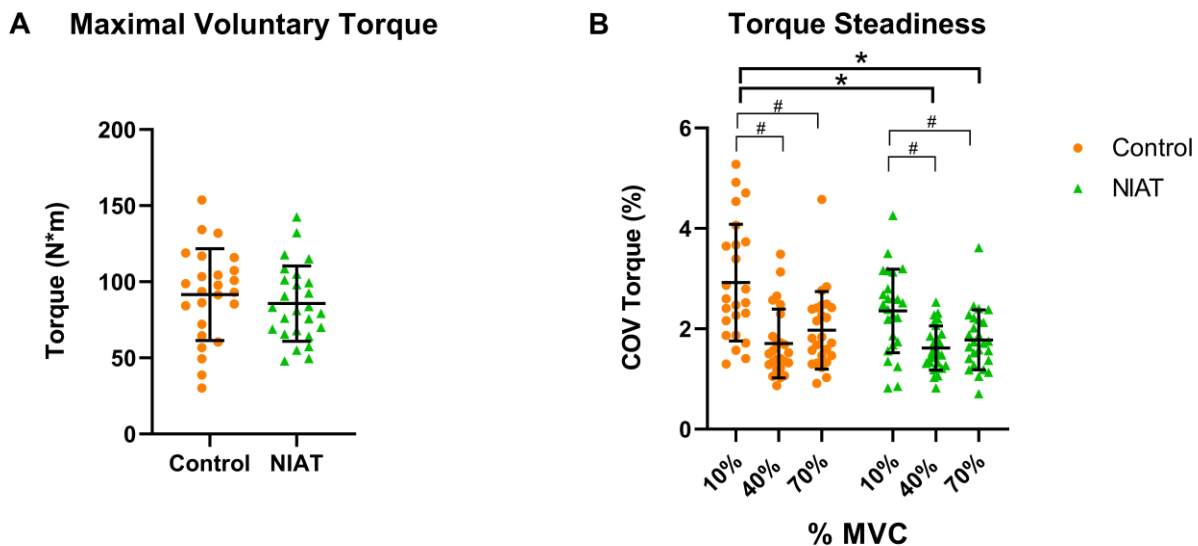 A Maximal Voluntary Torque
Torque (N*m)
200
150
100
50
0
Control NIAT
B Torque Steadiness
*
*
#
#
#
#
COV Torque (%)
6
4
2
0
10% 40% 70% 10% 40% 70%
% MVC
Control
NIAT